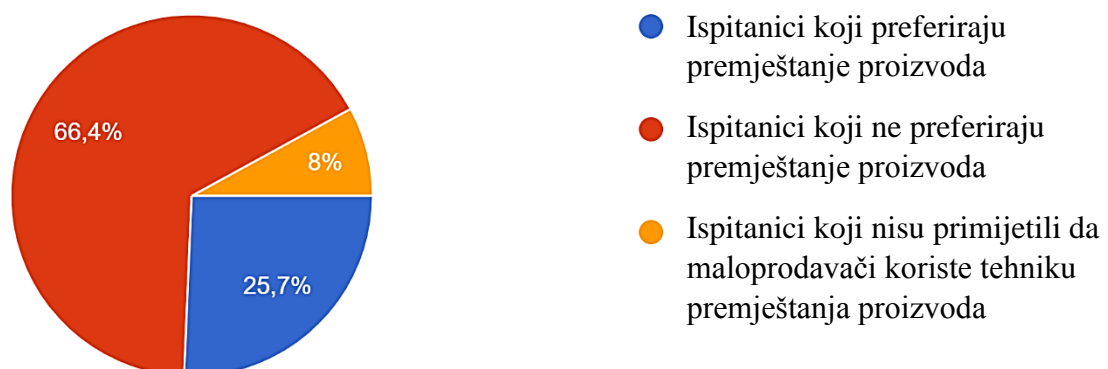 66,4%
8%
25,7%
Ispitanici koji preferiraju
premještanje proizvoda
Ispitanici koji ne preferiraju
premještanje proizvoda
Ispitanici koji nisu primijetili da
maloprodavači koriste tehniku
premještanja proizvoda